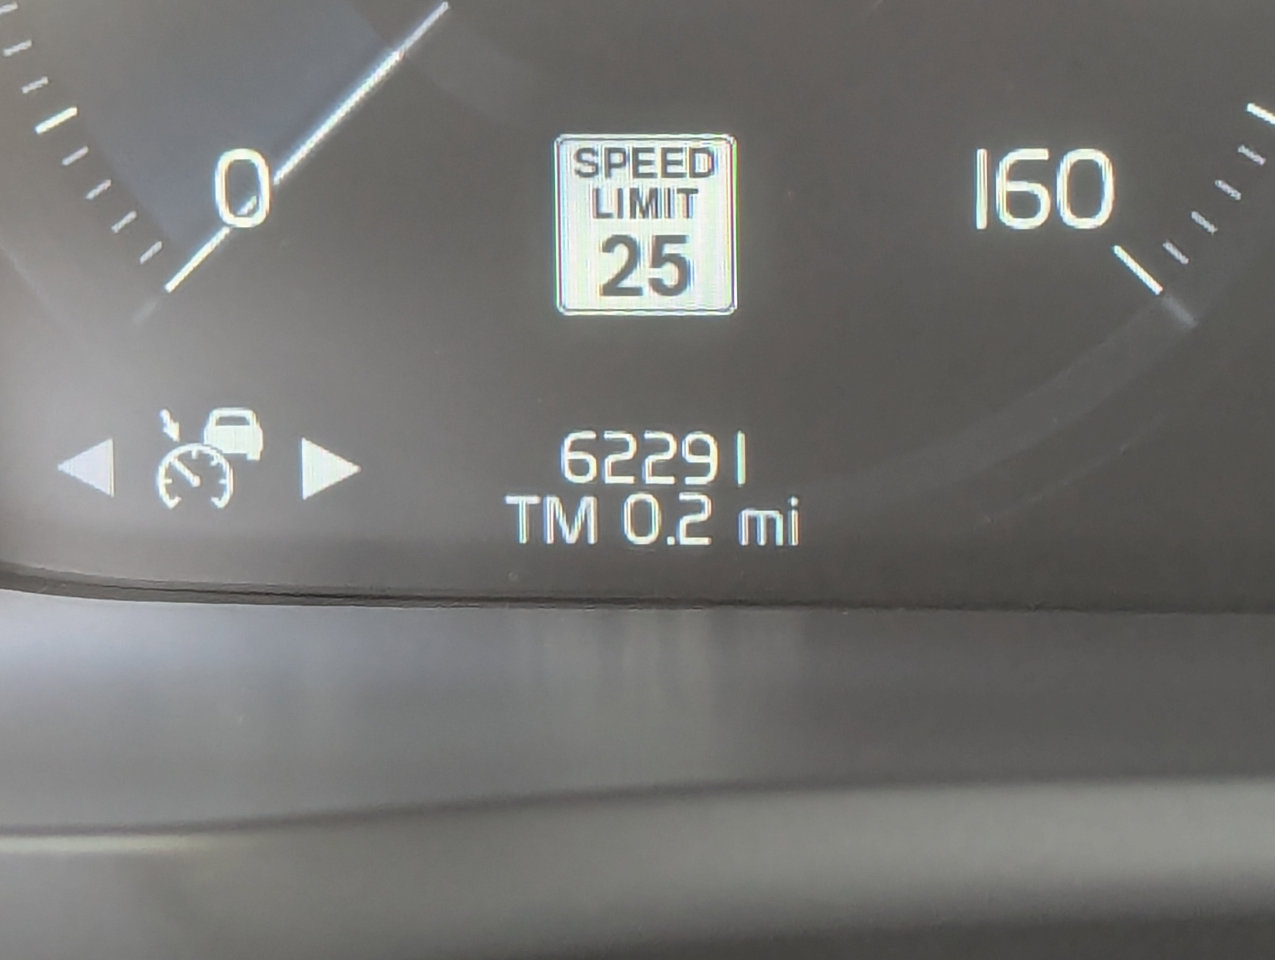 0
SPEED
LIMIT
25
160
62291
TM 0.2 mi